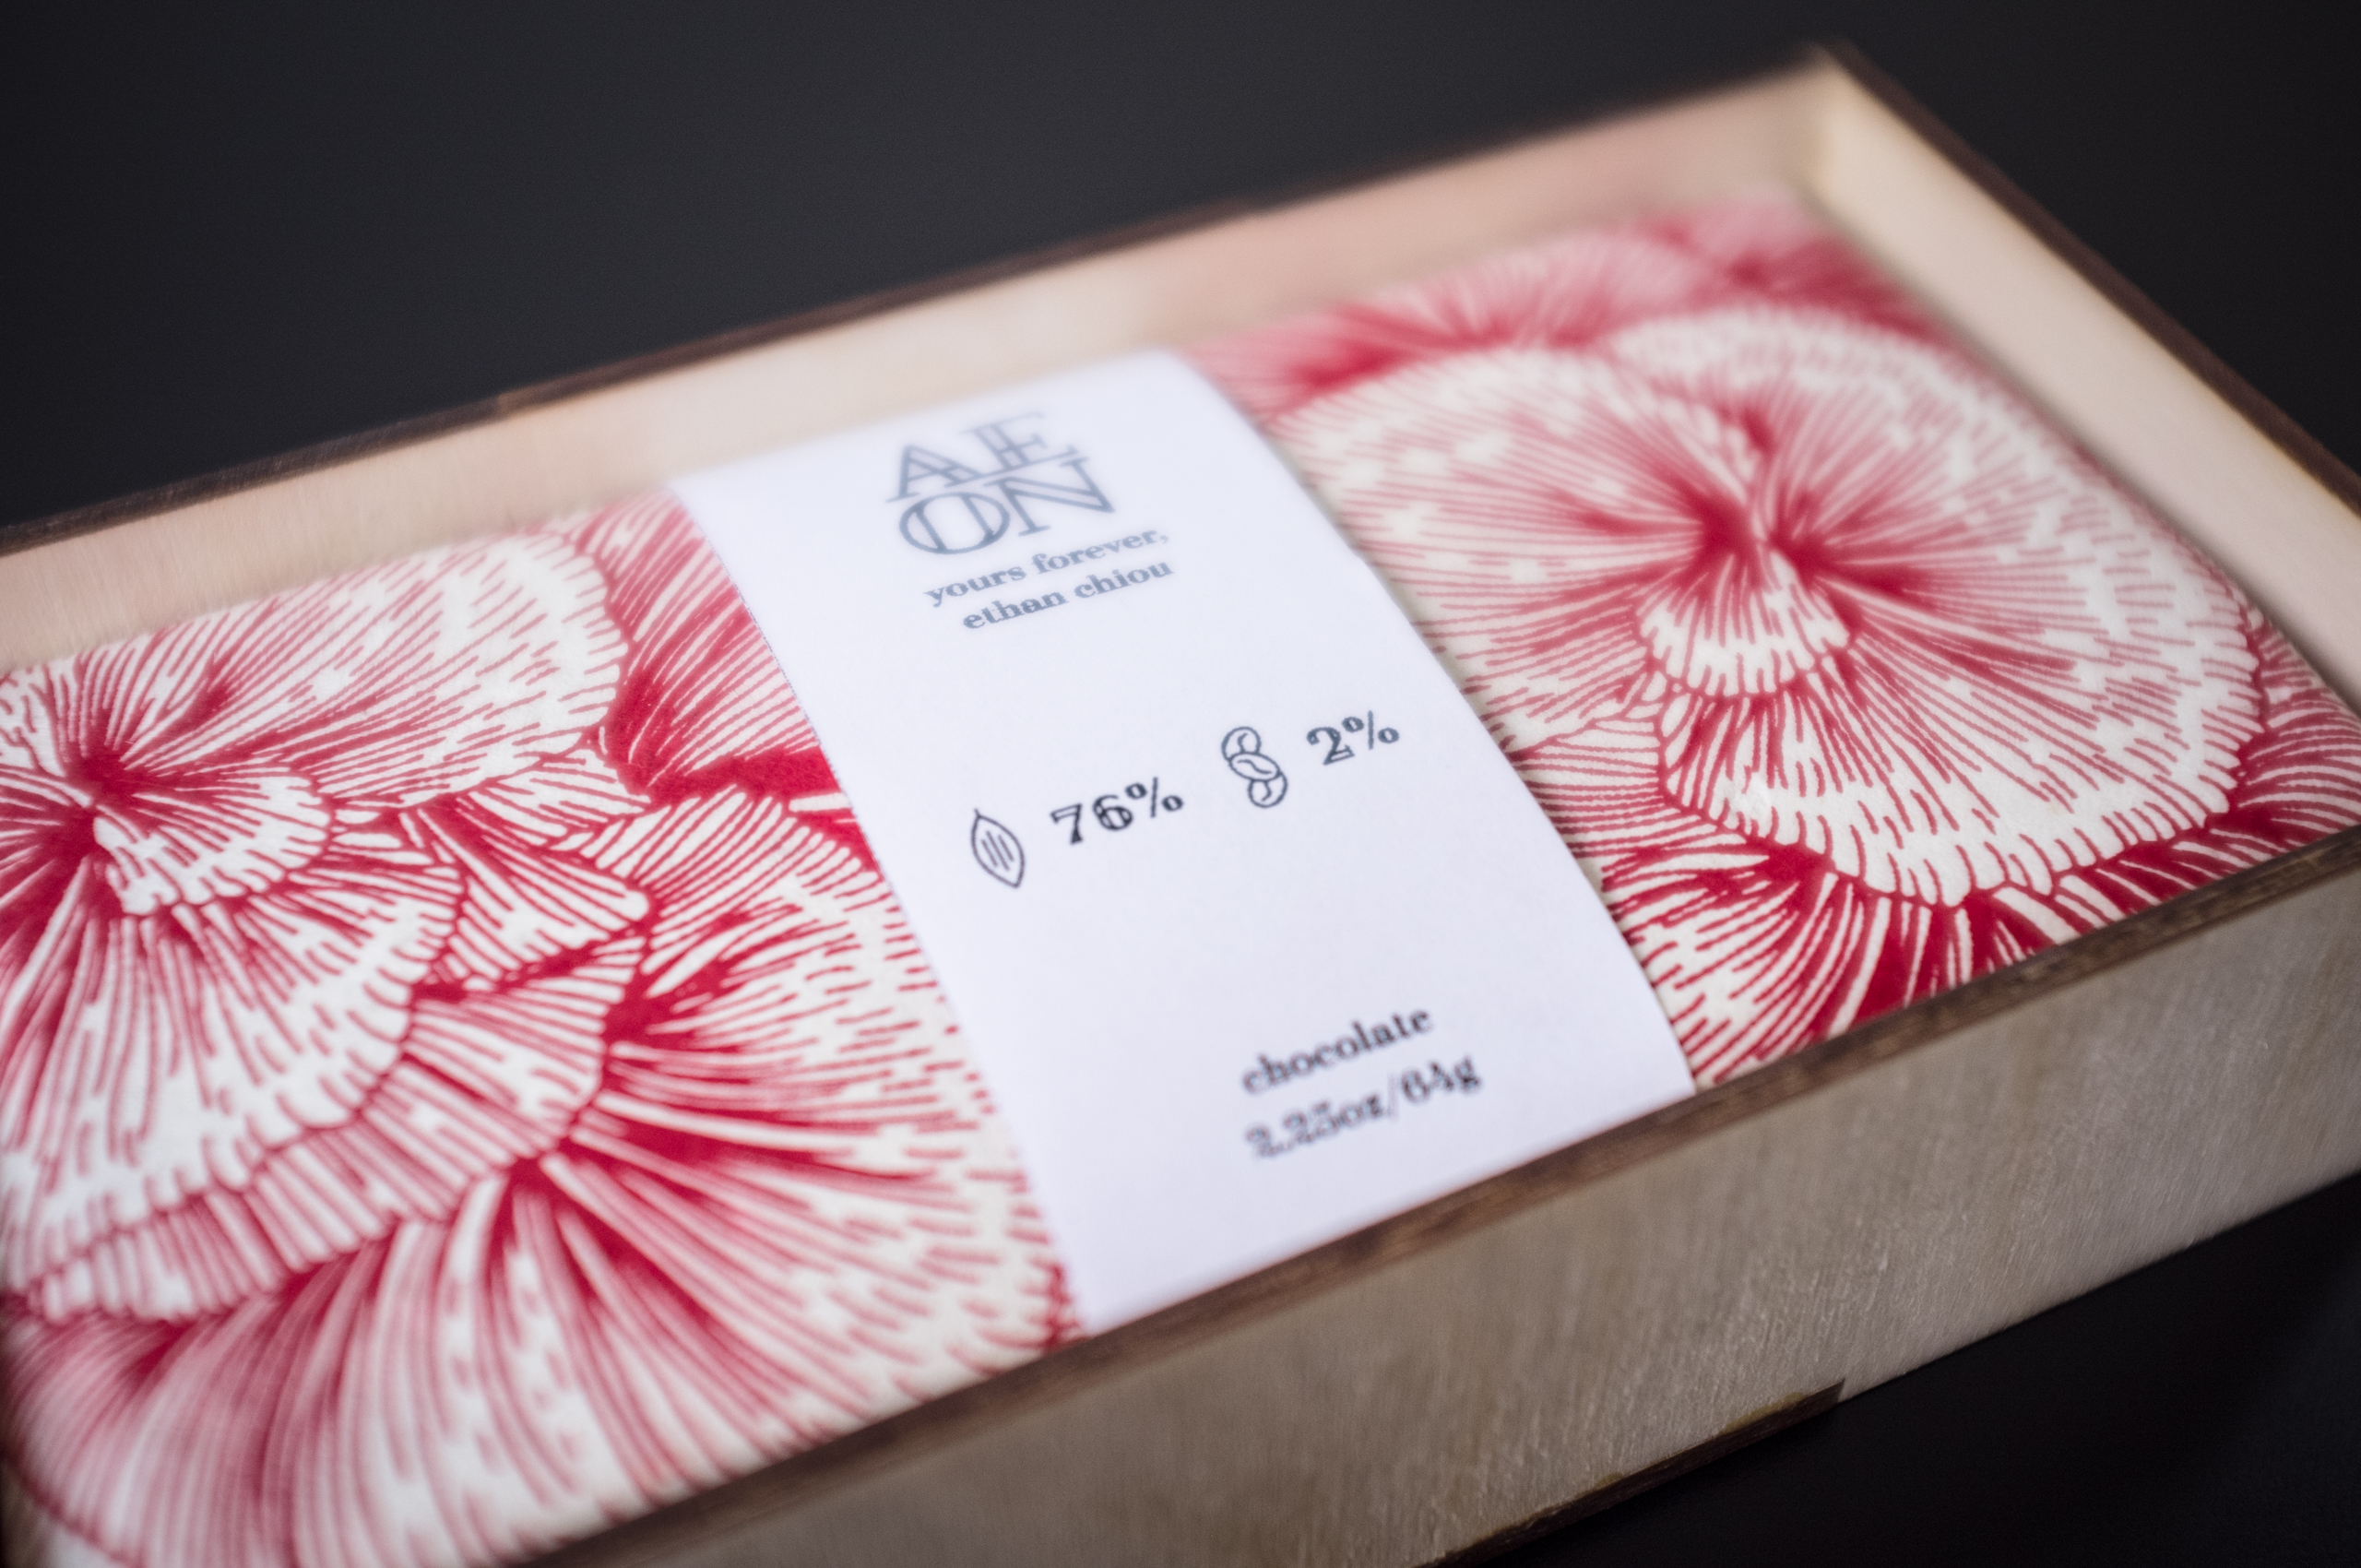 AE
ON
yours forever,
ethan chiou
76% 2%
chocolate
2.25oz/64g